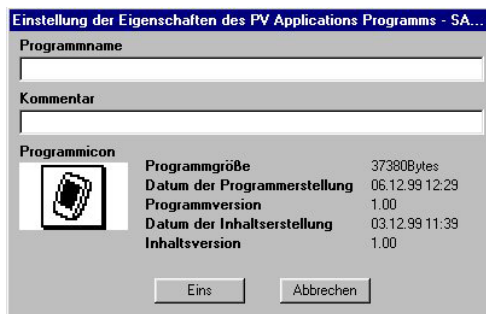 Einstellung der Eigenschaften des PV Applications Programms - SA...
Programmname
Kommentar
Programmicon
Programmgröße 37380Bytes
Datum der Programmerstellung 06.12.99 12:29
Programmversion 1.00
Datum der Inhaltserstellung 03.12.99 11:39
Inhaltsversion 1.00
Eins Abbrechen